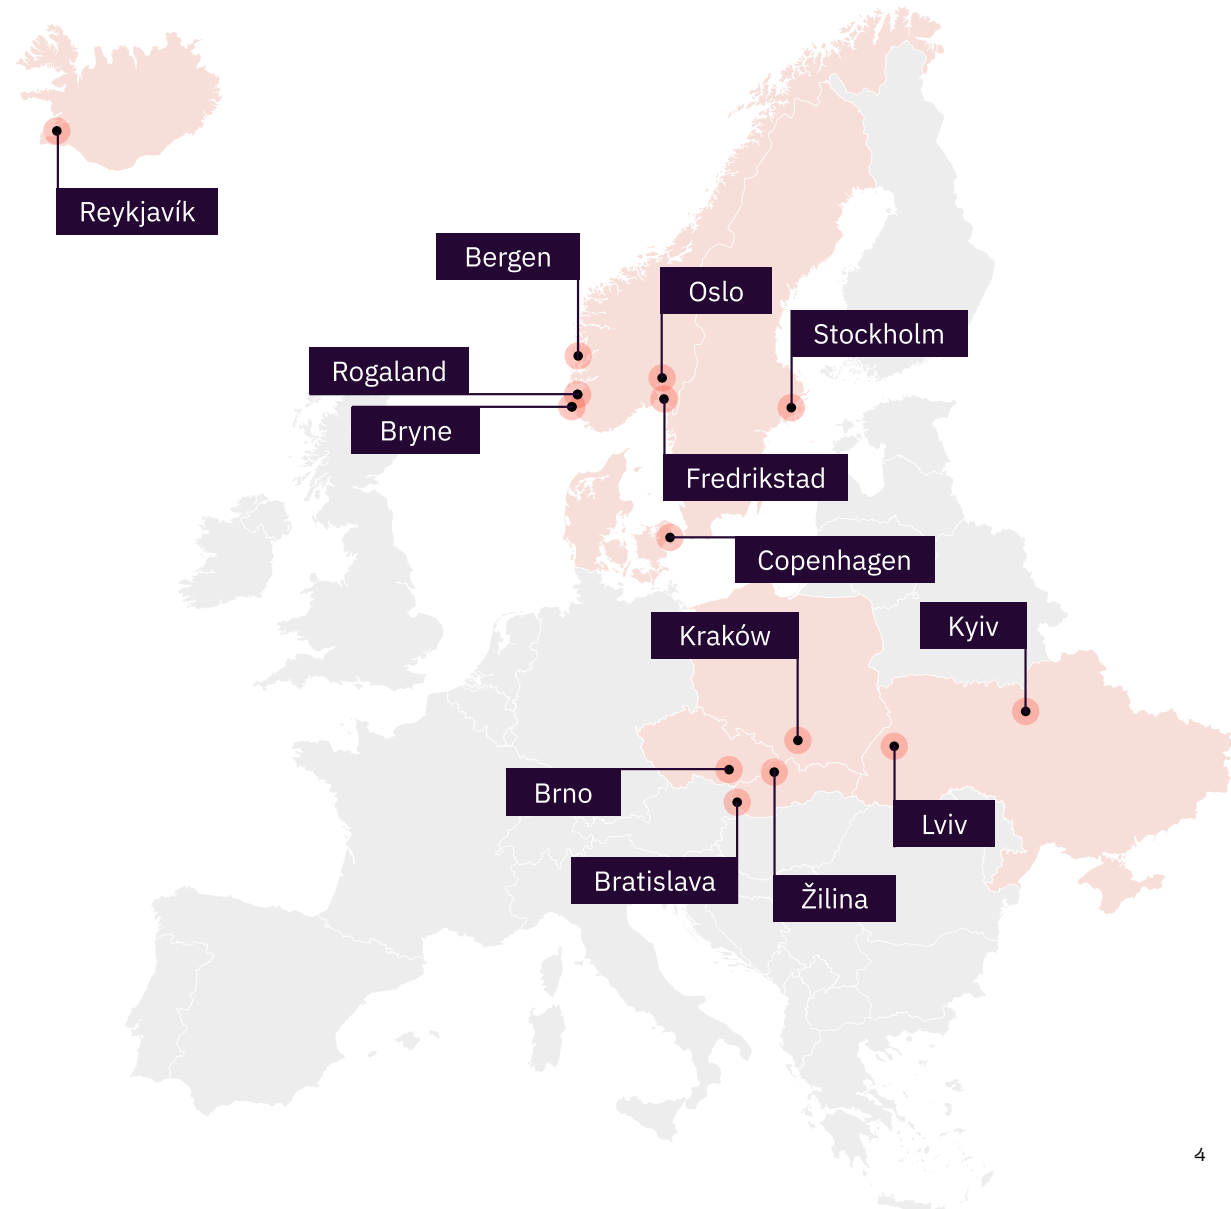 Reykjavík
Bergen
Oslo
Stockholm
Rogaland
Bryne
Fredrikstad
Copenhagen
Kraków
Kyiv
Brno
Lviv
Bratislava
Žilina
4